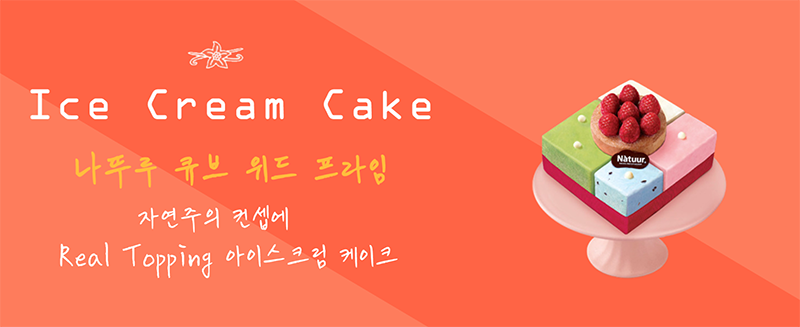 Ice Cream Cake
나뚜루 큐브 위드 프라임
자연주의 컨셉에
Real Topping 아이스크림 케이크
Natuur.